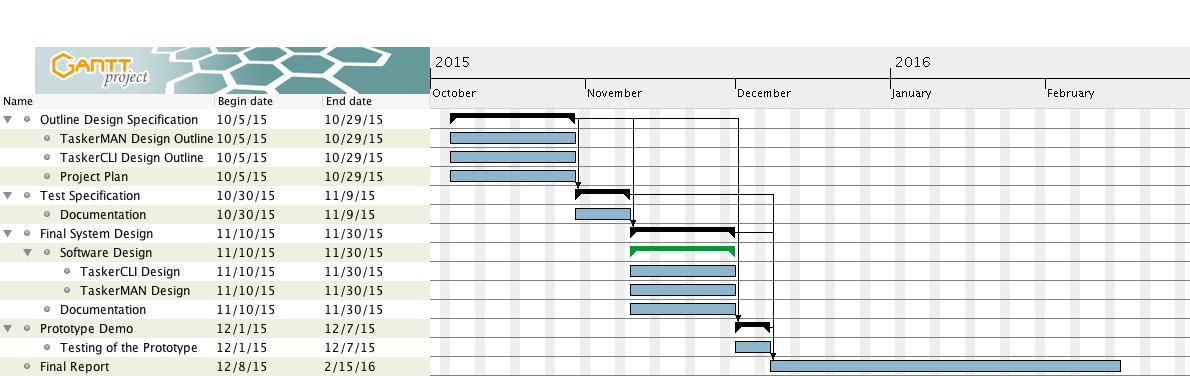 GANTT project
2015 2016
Name Begin date End date October November December January February
Outline Design Specification 10/5/15 10/29/15
TaskerMAN Design Outline 10/5/15 10/29/15
TaskerCLI Design Outline 10/5/15 10/29/15
Project Plan 10/5/15 10/29/15
Test Specification 10/30/15 11/9/15
Documentation 10/30/15 11/9/15
Final System Design 11/10/15 11/30/15
Software Design 11/10/15 11/30/15
TaskerCLI Design 11/10/15 11/30/15
TaskerMAN Design 11/10/15 11/30/15
Documentation 11/10/15 11/30/15
Prototype Demo 12/1/15 12/7/15
Testing of the Prototype 12/1/15 12/7/15
Final Report 12/8/15 2/15/16